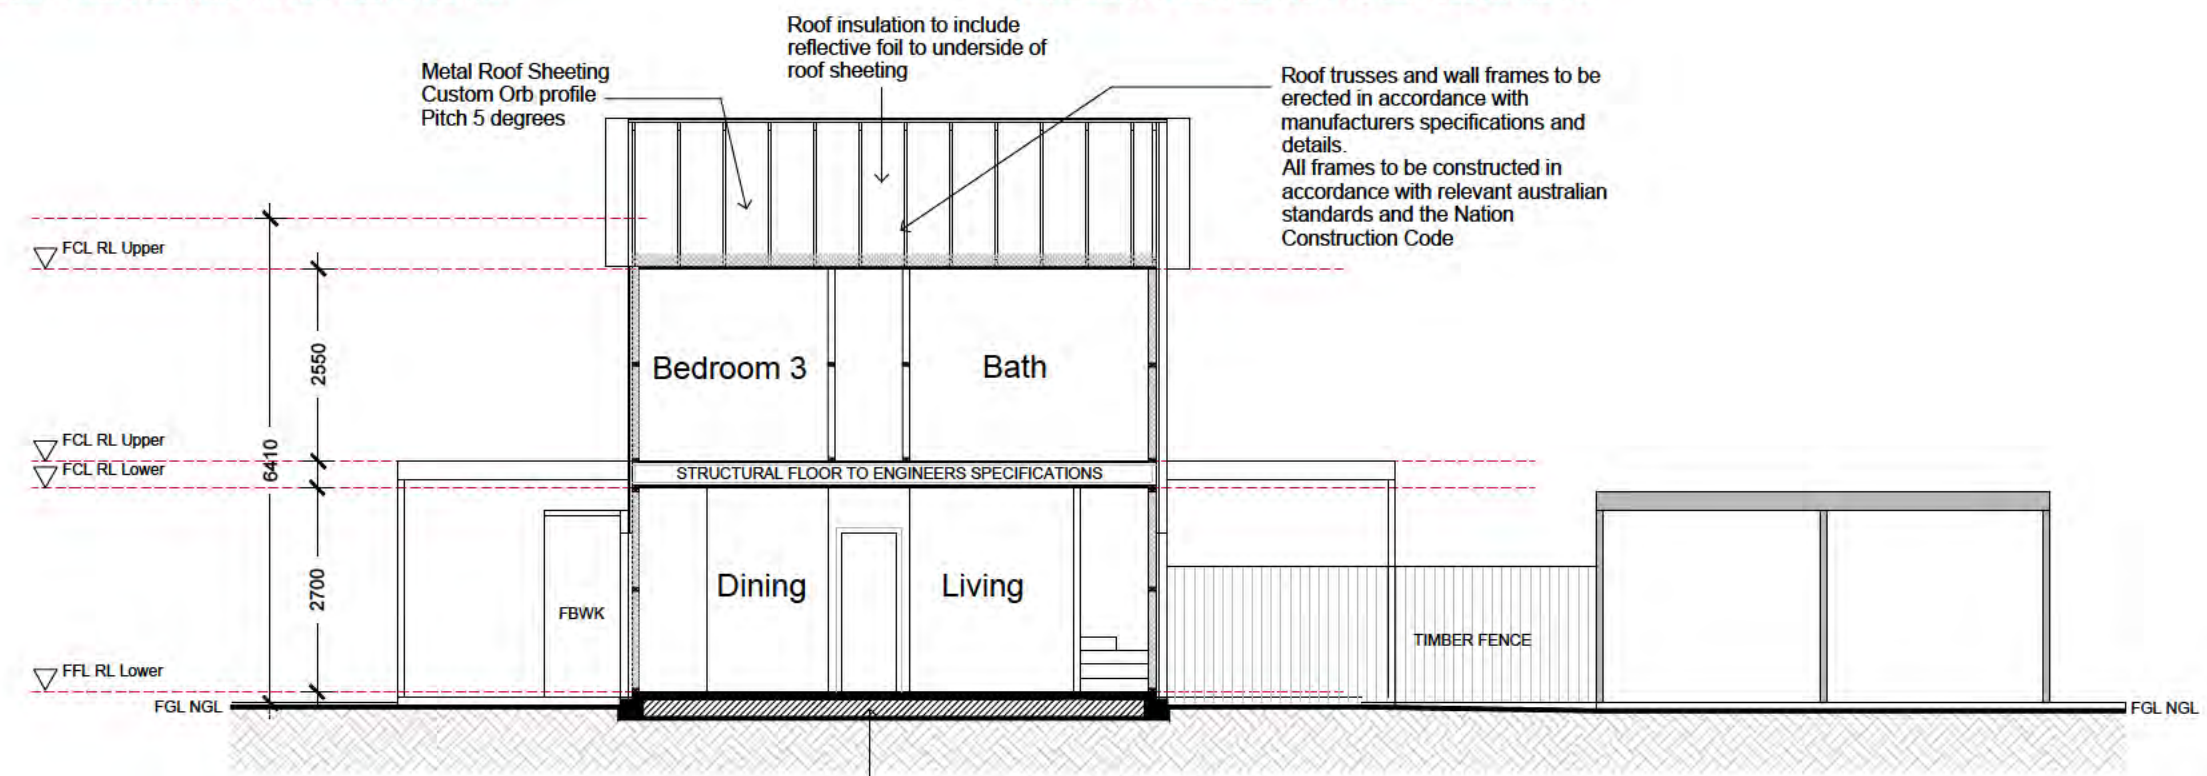 Roof insulation to include
reflective foil to underside of
roof sheeting
Metal Roof Sheeting
Custom Orb profile
Pitch 5 degrees
Roof trusses and wall frames to be
erected in accordance with
manufacturers specifications and
details.
All frames to be constructed in
accordance with relevant australian
standards and the Nation
Construction Code
FCL RL Upper
2550
Bedroom 3
Bath
FCL RL Upper
6410
FCL RL Lower
STRUCTURAL FLOOR TO ENGINEERS SPECIFICATIONS
2700
Dining
Living
FBWK
TIMBER FENCE
FFL RL Lower
FGL NGL
FGL NGL